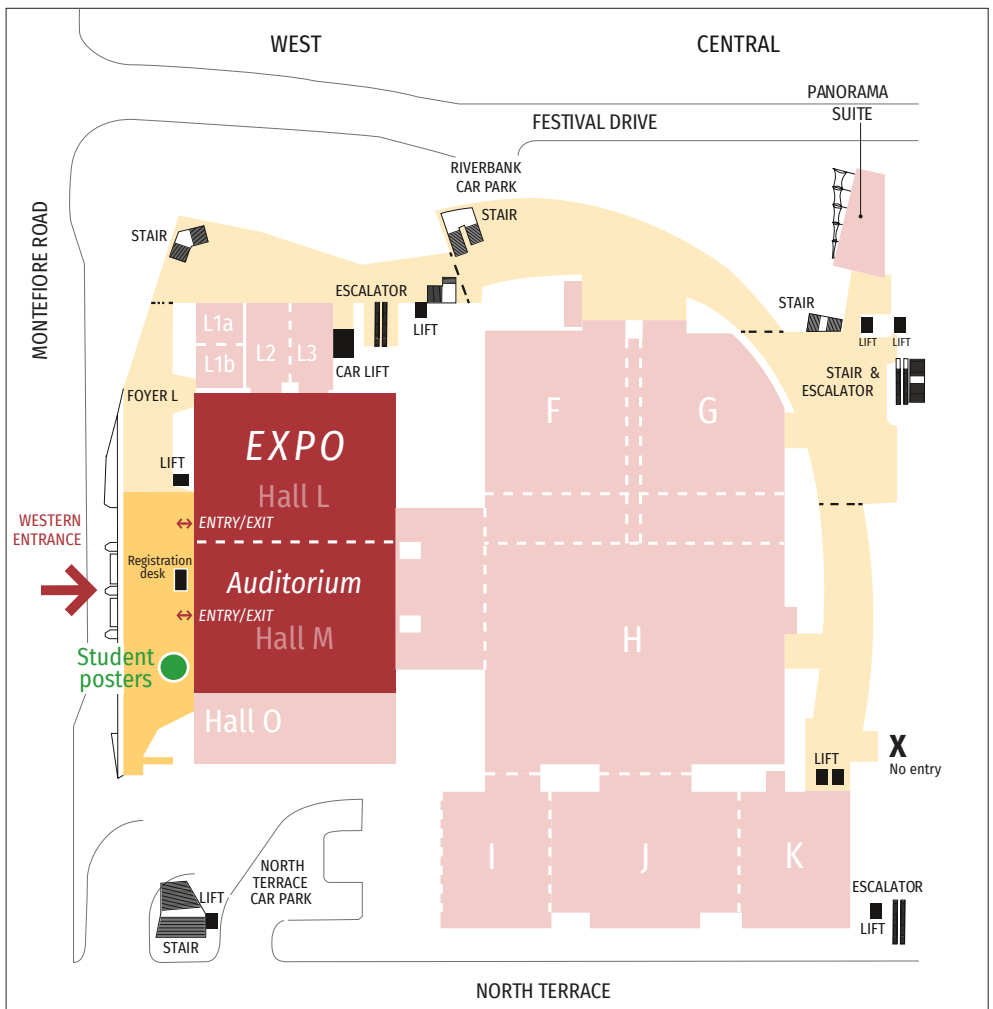 WEST
CENTRAL
PANORAMA
SUITE
FESTIVAL DRIVE
RIVERBANK
CAR PARK
STAIR
STAIR
MONTEFIORE ROAD
ESCALATOR
LIFT
STAIR
LIFT
LIFT
L1a
L1b
L2
L3
CAR LIFT
STAIR &
ESCALATOR
FOYER L
F
G
EXPO
Hall L
LIFT
WESTERN
ENTRANCE
ENTRY/EXIT
Registration
desk
Auditorium
ENTRY/EXIT
Hall M
H
Student
posters
Hall O
X
No entry
LIFT
I
J
K
NORTH
TERRACE
CAR PARK
LIFT
STAIR
ESCALATOR
LIFT
NORTH TERRACE